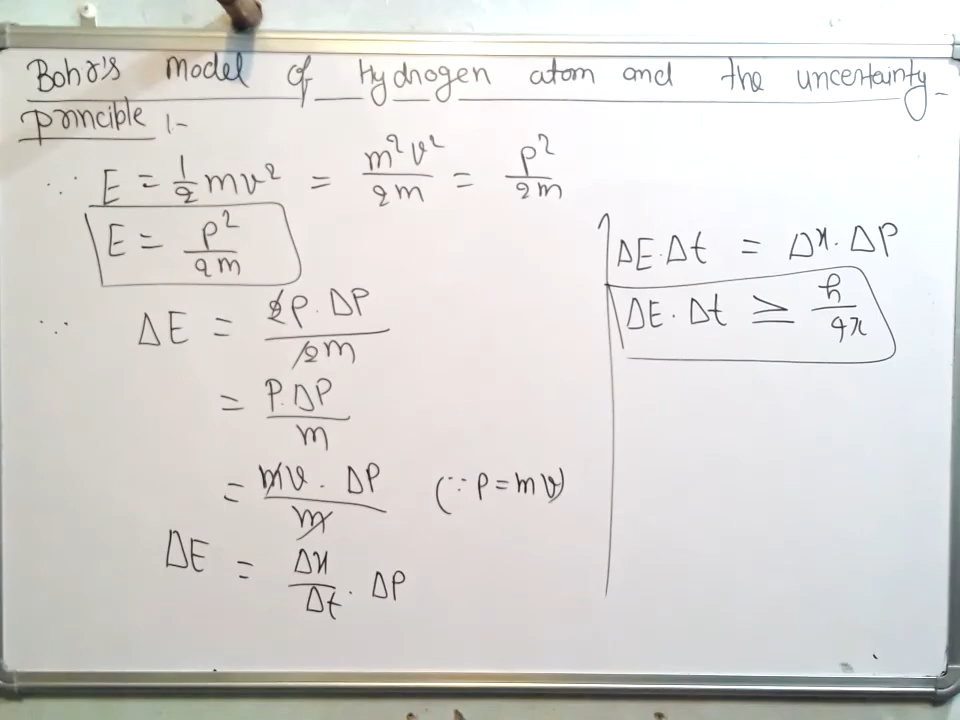 Bohr's model of Hydrogen atom and the uncertainty
principle :-
∵ E = 1/2 mv² = m²v²/2m = p²/2m
E = p²/2m
∴ ΔE = 2p·Δp/2m
= P·ΔP/m
= mv·ΔP/m (∵ p = mv)
ΔE = Δx/Δt · ΔP
ΔE·Δt = Δx·ΔP
ΔE·Δt ≥ h/4π